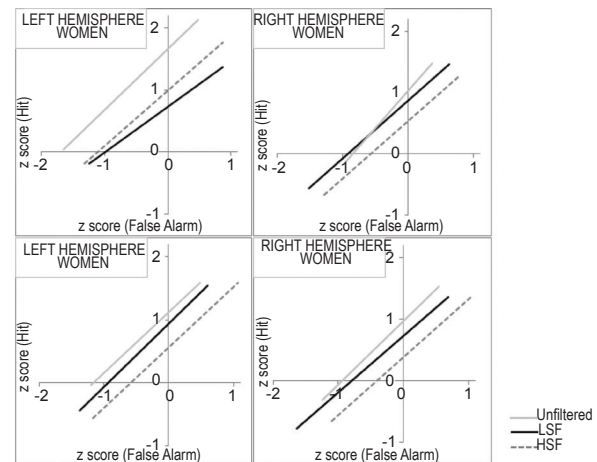 LEFT HEMISPHERE
WOMEN
2
1
0
-2
-1
0
1
-1
z score (Hit)
z score (False Alarm)
RIGHT HEMISPHERE
WOMEN
2
1
0
-2
-1
0
1
-1
z score (Hit)
z score (False Alarm)
LEFT HEMISPHERE
WOMEN
2
1
0
-2
-1
0
1
-1
z score (Hit)
z score (False Alarm)
RIGHT HEMISPHERE
WOMEN
2
1
0
-2
-1
0
1
-1
z score (Hit)
z score (False Alarm)
Unfiltered
LSF
HSF